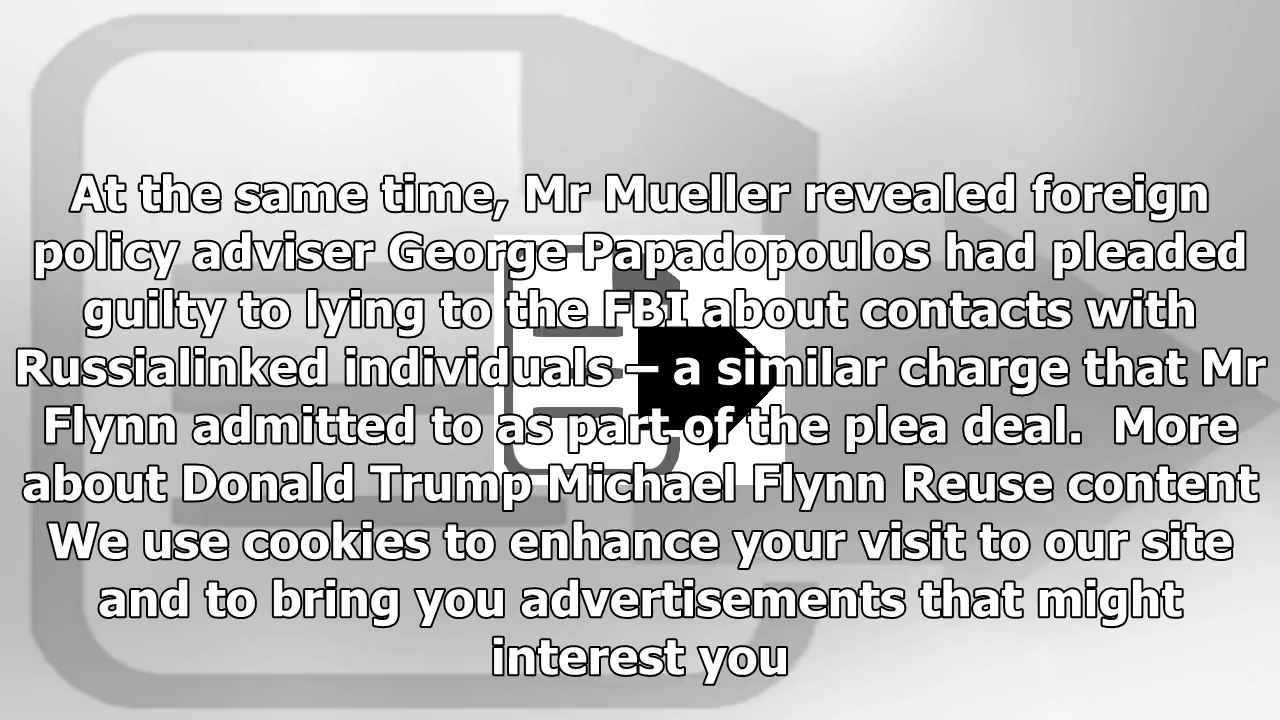 At the same time, Mr Mueller revealed foreign
policy adviser George Papadopoulos had pleaded
guilty to lying to the FBI about contacts with
Russialinked individuals – a similar charge that Mr
Flynn admitted to as part of the plea deal.  More
about Donald Trump Michael Flynn Reuse content
We use cookies to enhance your visit to our site
and to bring you advertisements that might
interest you